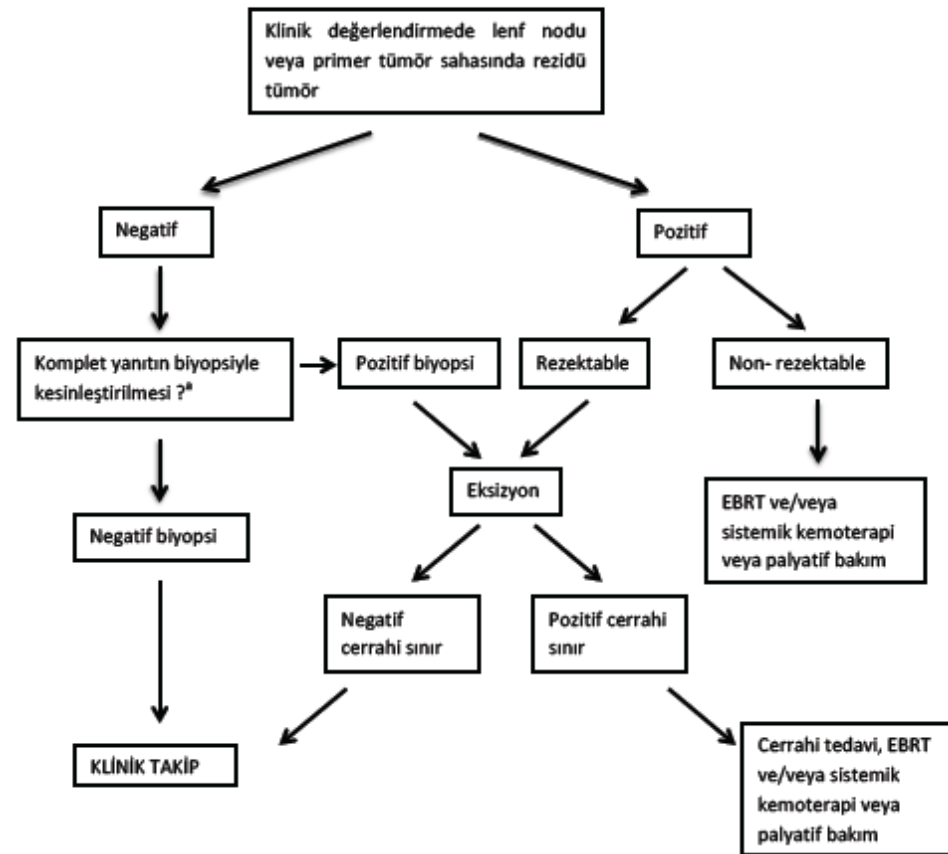 Klinik değerlendirmede lenf nodu
veya primer tümör sahasında rezidü
tümör
Negatif
Pozitif
Komplet yanıtın biyopsiyle
kesinleştirilmesi ?ª
Pozitif biyopsi
Rezektable
Non- rezektable
Eksizyon
EBRT ve/veya
sistemik kemoterapi
veya palyatif bakım
Negatif biyopsi
Negatif
cerrahi sınır
Pozitif cerrahi
sınır
KLİNİK TAKİP
Cerrahi tedavi, EBRT
ve/veya sistemik
kemoterapi veya
palyatif bakım